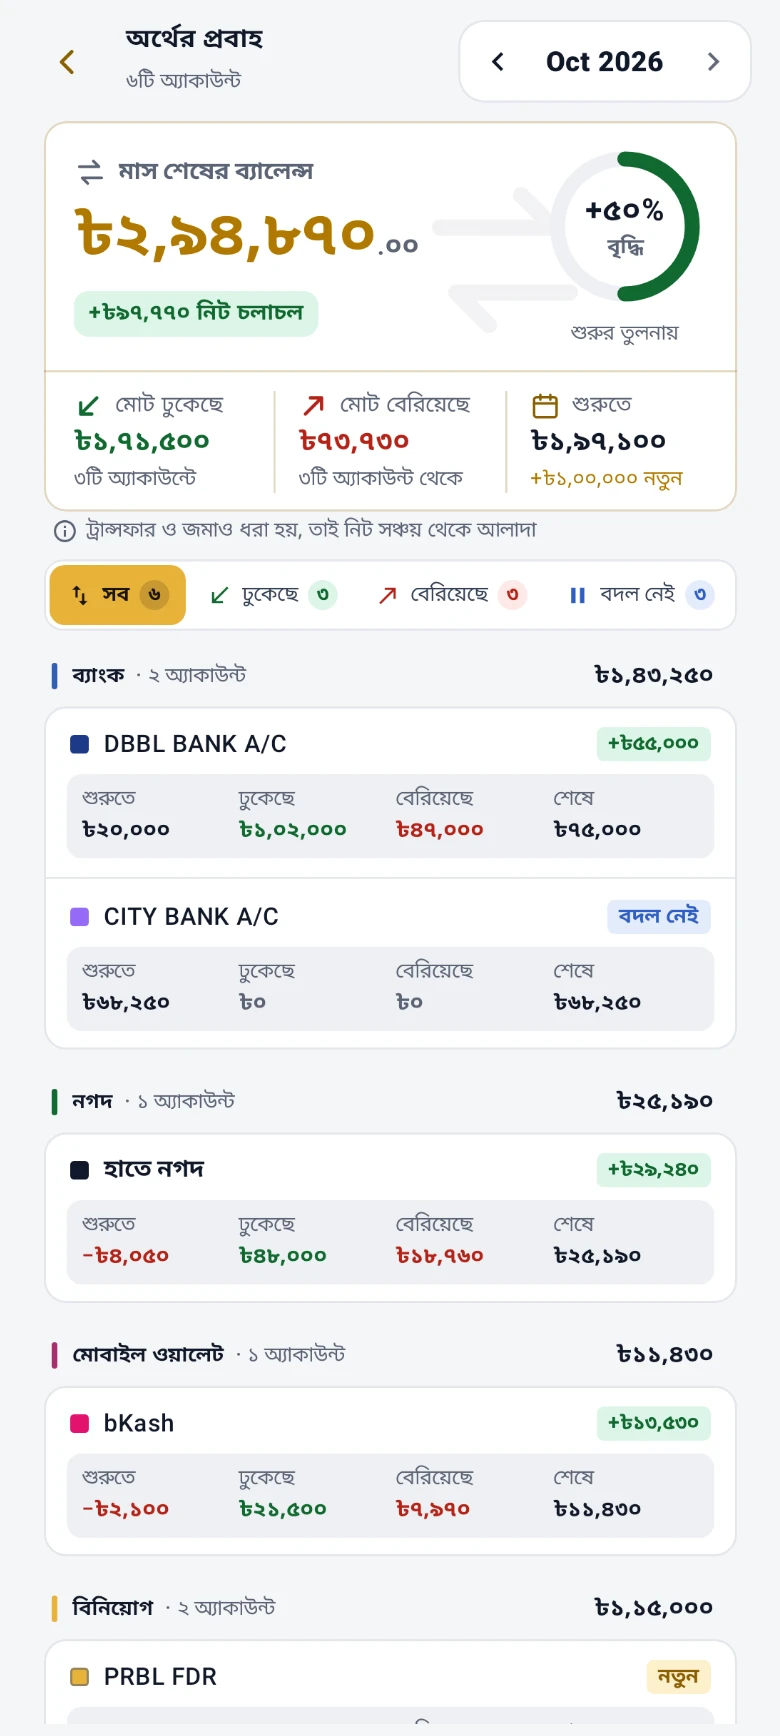 অর্থের প্রবাহ
৬টি অ্যাকাউন্ট
Oct 2026
মাস শেষের ব্যালেন্স
৳২,৯৪,৮৭০.০০
+৳৯৭,৭৭০ নিট চলাচল
+৫০%
বৃদ্ধি
শুরুর তুলনায়
মোট ঢুকেছে
৳১,৭১,৫০০
৩টি অ্যাকাউন্টে
মোট বেরিয়েছে
৳৭৩,৭৩০
৩টি অ্যাকাউন্ট থেকে
শুরুতে
৳১,৯৭,১০০
+৳১,০০,০০০ নতুন
ট্রান্সফার ও জমাও ধরা হয়, তাই নিট সঞ্চয় থেকে আলাদা
সব ৬ ঢুকেছে ৩ বেরিয়েছে ৩ বদল নেই ৩
ব্যাংক · ২ অ্যাকাউন্ট ৳১,৪৩,২৫০
DBBL BANK A/C +৳৫৫,০০০
শুরুতে ঢুকেছে বেরিয়েছে শেষে
৳২০,০০০ ৳১,০২,০০০ ৳৪৭,০০০ ৳৭৫,০০০
CITY BANK A/C বদল নেই
শুরুতে ঢুকেছে বেরিয়েছে শেষে
৳৬৮,২৫০ ৳০ ৳০ ৳৬৮,২৫০
নগদ · ১ অ্যাকাউন্ট ৳২৫,১৯০
হাতে নগদ +৳২৯,২৪০
শুরুতে ঢুকেছে বেরিয়েছে শেষে
−৳৪,০৫০ ৳৪৮,০০০ ৳১৮,৭৬০ ৳২৫,১৯০
মোবাইল ওয়ালেট · ১ অ্যাকাউন্ট ৳১১,৪৩০
bKash +৳১৩,৫৩০
শুরুতে ঢুকেছে বেরিয়েছে শেষে
−৳২,১০০ ৳২১,৫০০ ৳৭,৯৭০ ৳১১,৪৩০
বিনিয়োগ · ২ অ্যাকাউন্ট ৳১,১৫,০০০
PRBL FDR নতুন